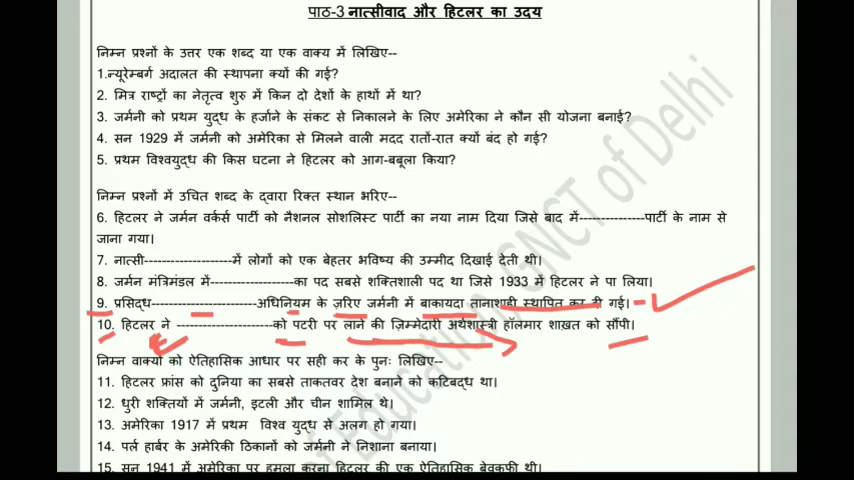 पाठ-3 नात्सीवाद और हिटलर का उदय
निम्न प्रश्नों के उत्तर एक शब्द या एक वाक्य में लिखिए--
1.न्यूरेम्बर्ग अदालत की स्थापना क्यों की गई?
2. मित्र राष्ट्रों का नेतृत्व शुरु में किन दो देशों के हाथों में था?
3. जर्मनी को प्रथम युद्ध के हर्जाने के संकट से निकालने के लिए अमेरिका ने कौन सी योजना बनाई?
4. सन 1929 में जर्मनी को अमेरिका से मिलने वाली मदद रातों-रात क्यों बंद हो गई?
5. प्रथम विश्वयुद्ध की किस घटना ने हिटलर को आग-बबूला किया?
निम्न प्रश्नों में उचित शब्द के द्वारा रिक्त स्थान भरिए--
6. हिटलर ने जर्मन वर्कर्स पार्टी को नैशनल सोशलिस्ट पार्टी का नया नाम दिया जिसे बाद में---------------पार्टी के नाम से
जाना गया।
7. नात्सी--------------------में लोगों को एक बेहतर भविष्य की उम्मीद दिखाई देती थी।
8. जर्मन मंत्रिमंडल में-------------------का पद सबसे शक्तिशाली पद था जिसे 1933 में हिटलर ने पा लिया।
9. प्रसिद्ध------------------------अधिनियम के ज़रिए जर्मनी में बाकायदा तानाशाही स्थापित कर दी गई।
10. हिटलर ने ----------------------को पटरी पर लाने की ज़िम्मेदारी अर्थशास्त्री हालमार शाख़्त को सौंपी।
निम्न वाक्यों को ऐतिहासिक आधार पर सही कर के पुनः लिखिए--
11. हिटलर फ्रांस को दुनिया का सबसे ताकतवर देश बनाने को कटिबद्ध था।
12. धुरी शक्तियों में जर्मनी, इटली और चीन शामिल थे।
13. अमेरिका 1917 में प्रथम विश्व युद्ध से अलग हो गया।
14. पर्ल हार्बर के अमेरिकी ठिकानों को जर्मनी ने निशाना बनाया।
15. सन 1941 में अमेरिका पर हमला करना हिटलर की एक ऐतिहासिक बेवकूफी थी।
of Education, GNCT of Delhi